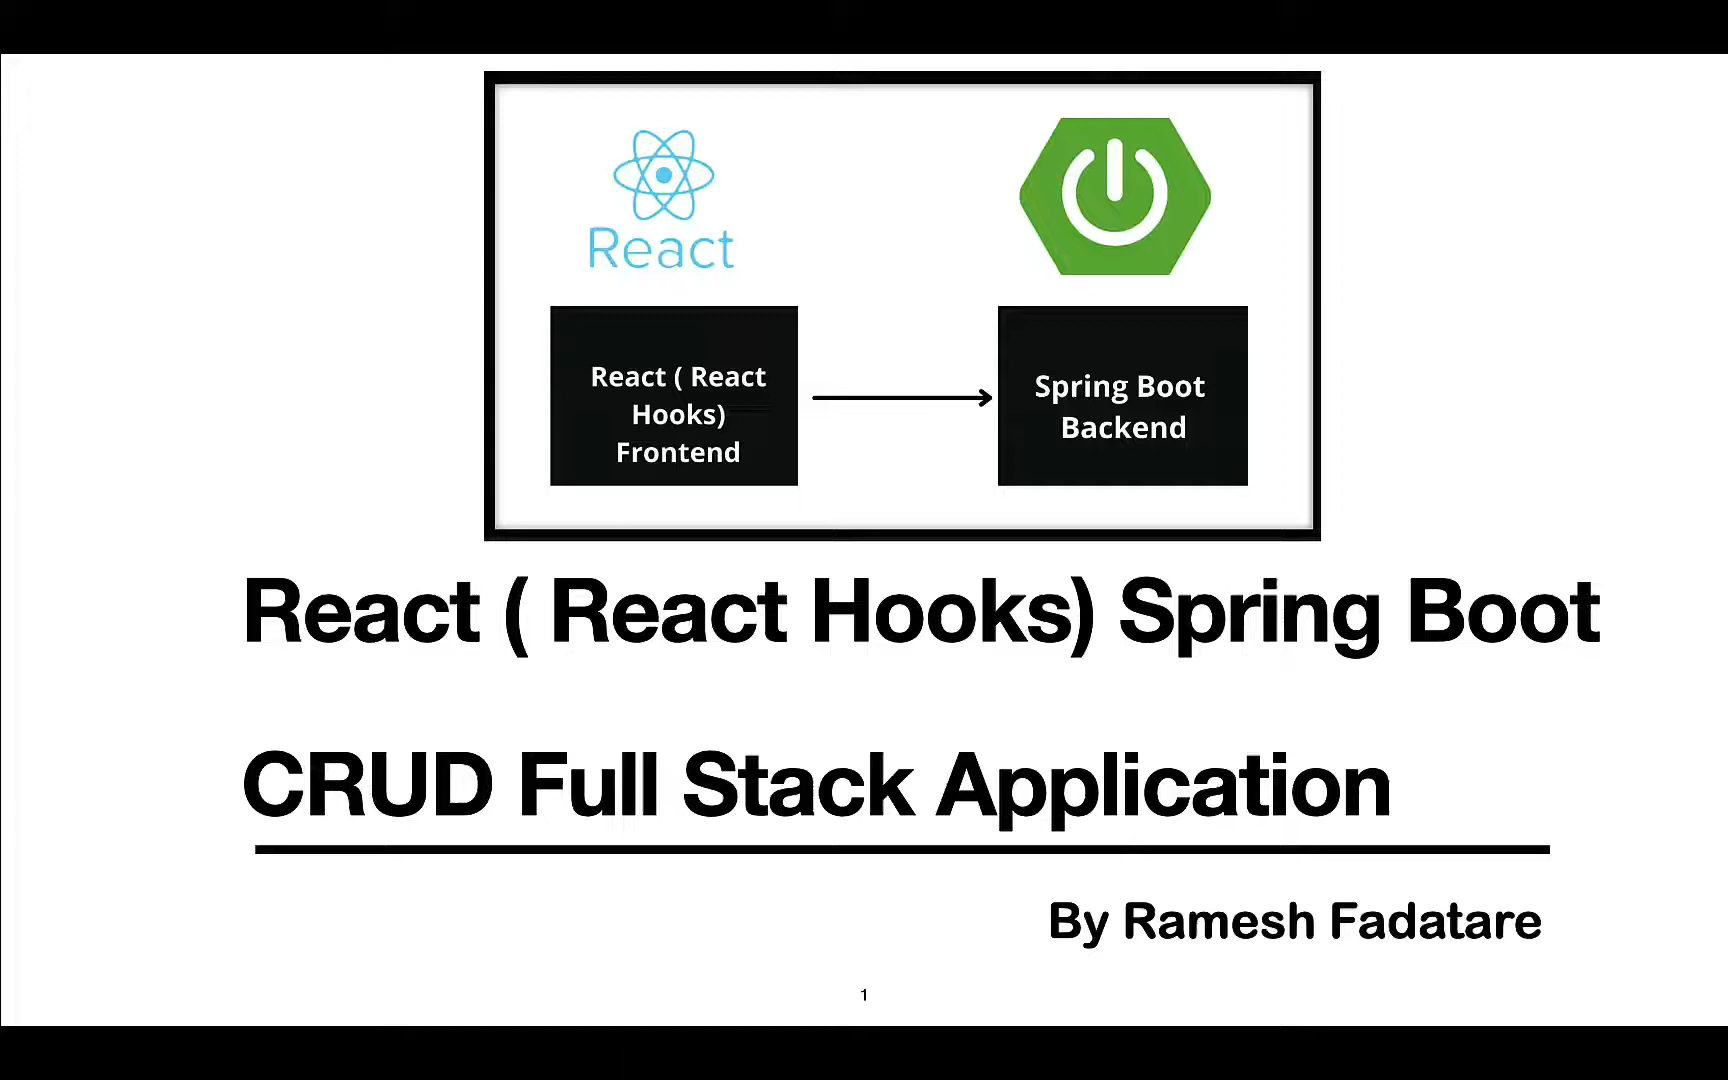 React
React ( React
Hooks)
Frontend
Spring Boot
Backend
React ( React Hooks) Spring Boot
CRUD Full Stack Application
By Ramesh Fadatare
1